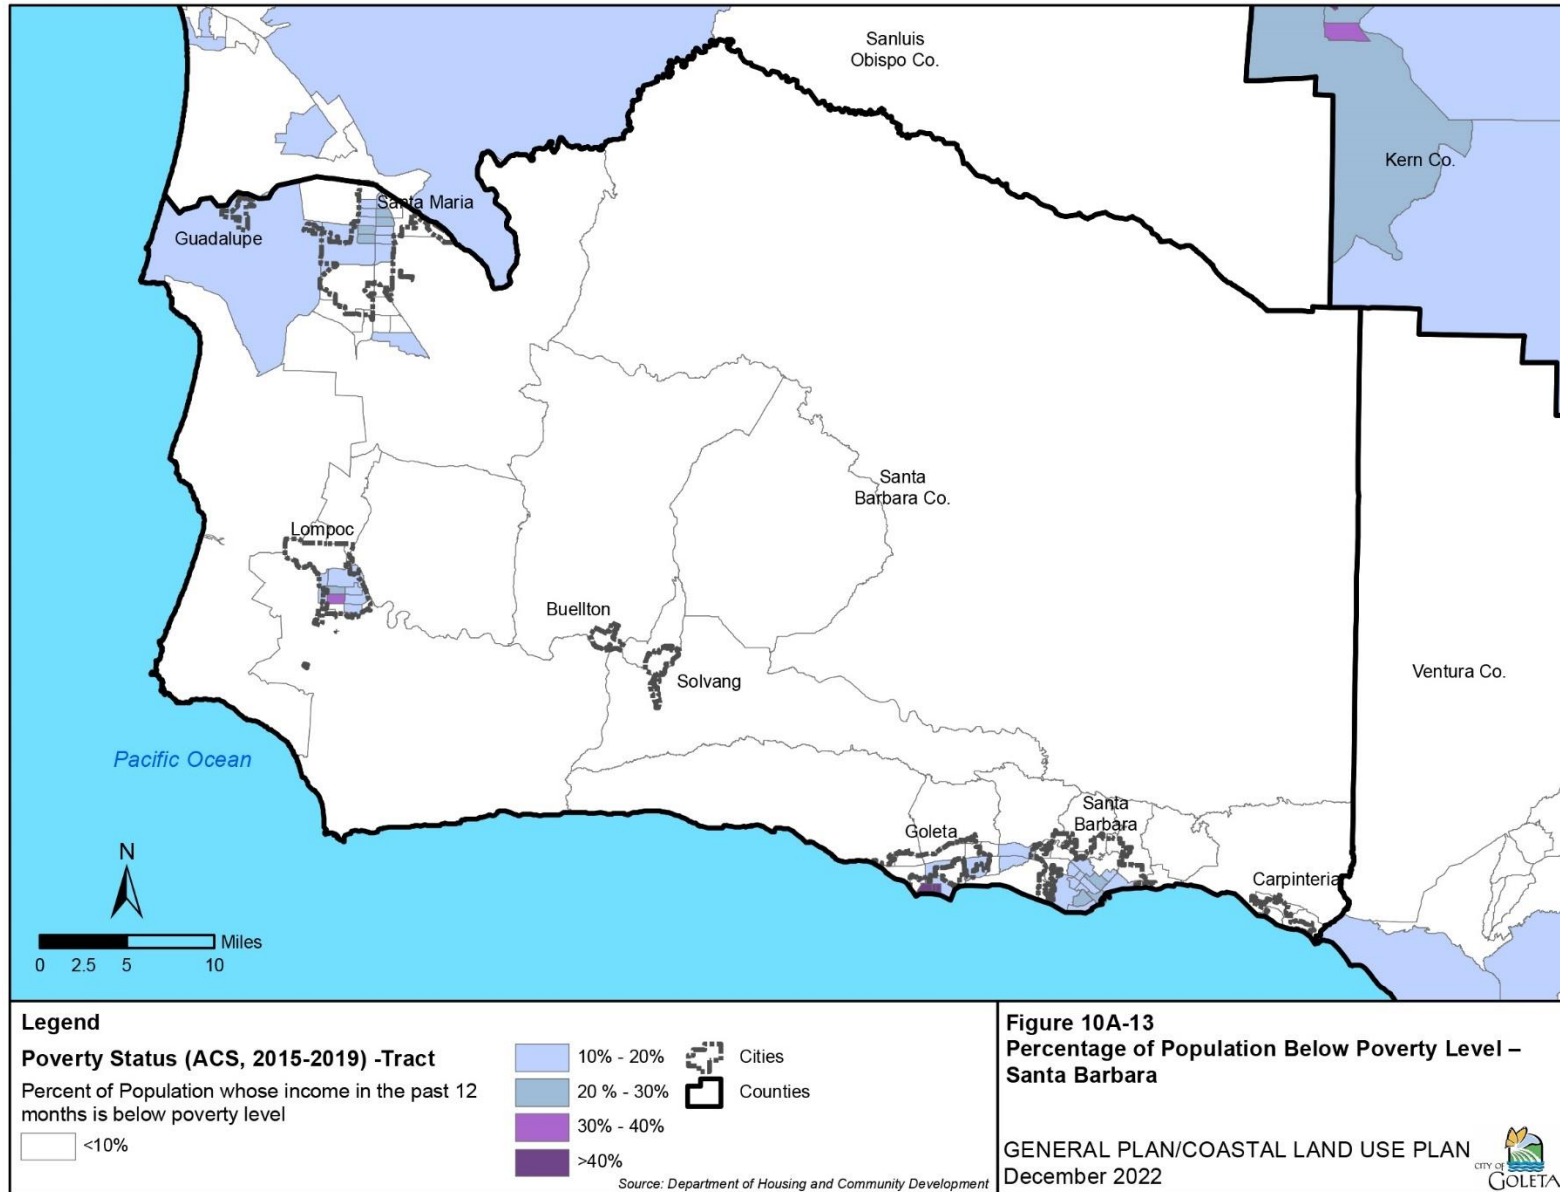 Sanluis
Obispo Co.
Kern Co.
Santa Maria
Guadalupe
Santa
Barbara Co.
Lompoc
Buellton
Solvang
Ventura Co.
Pacific Ocean
Santa
Barbara
Goleta
Carpinteria
N
Miles
0 2.5 5 10
Legend
Poverty Status (ACS, 2015-2019) -Tract
Percent of Population whose income in the past 12
months is below poverty level
<10%
10% - 20%
20 % - 30%
30% - 40%
>40%
Cities
Counties
Source: Department of Housing and Community Development
Figure 10A-13
Percentage of Population Below Poverty Level –
Santa Barbara
GENERAL PLAN/COASTAL LAND USE PLAN
December 2022
CITY OF
GOLETA